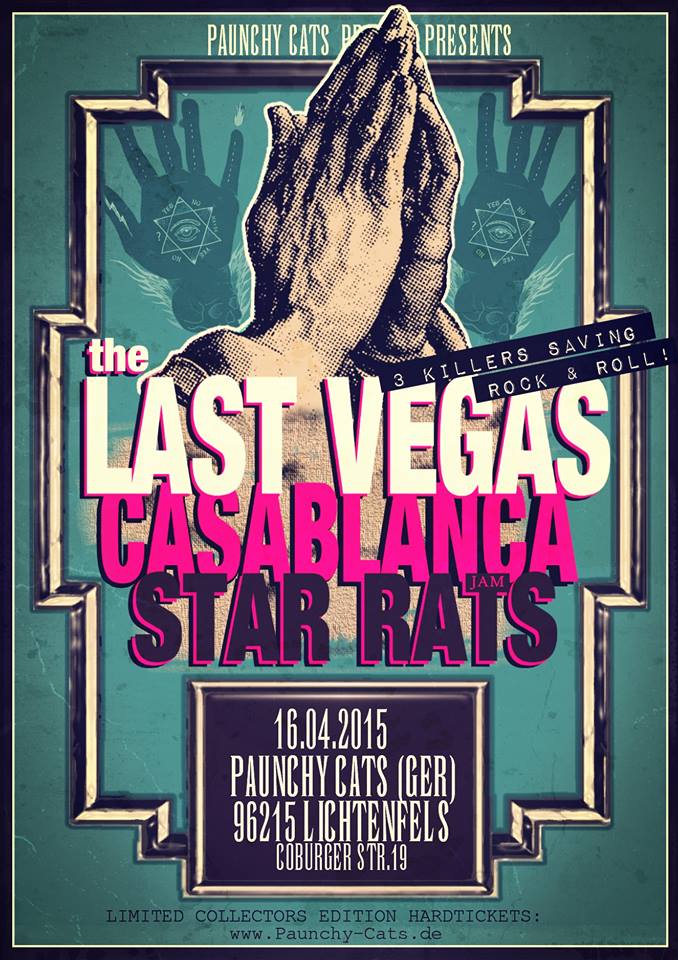 PAUNCHY CATS PRESENTS
3 KILLERS SAVING
ROCK & ROLL!
the
LAST VEGAS
CASABLANCA
STAR RATS
JAM
16.04.2015
PAUNCHY CATS (GER)
96215 LICHTENFELS
COBURGER STR.19
LIMITED COLLECTORS EDITION HARDTICKETS:
www.Paunchy-Cats.de